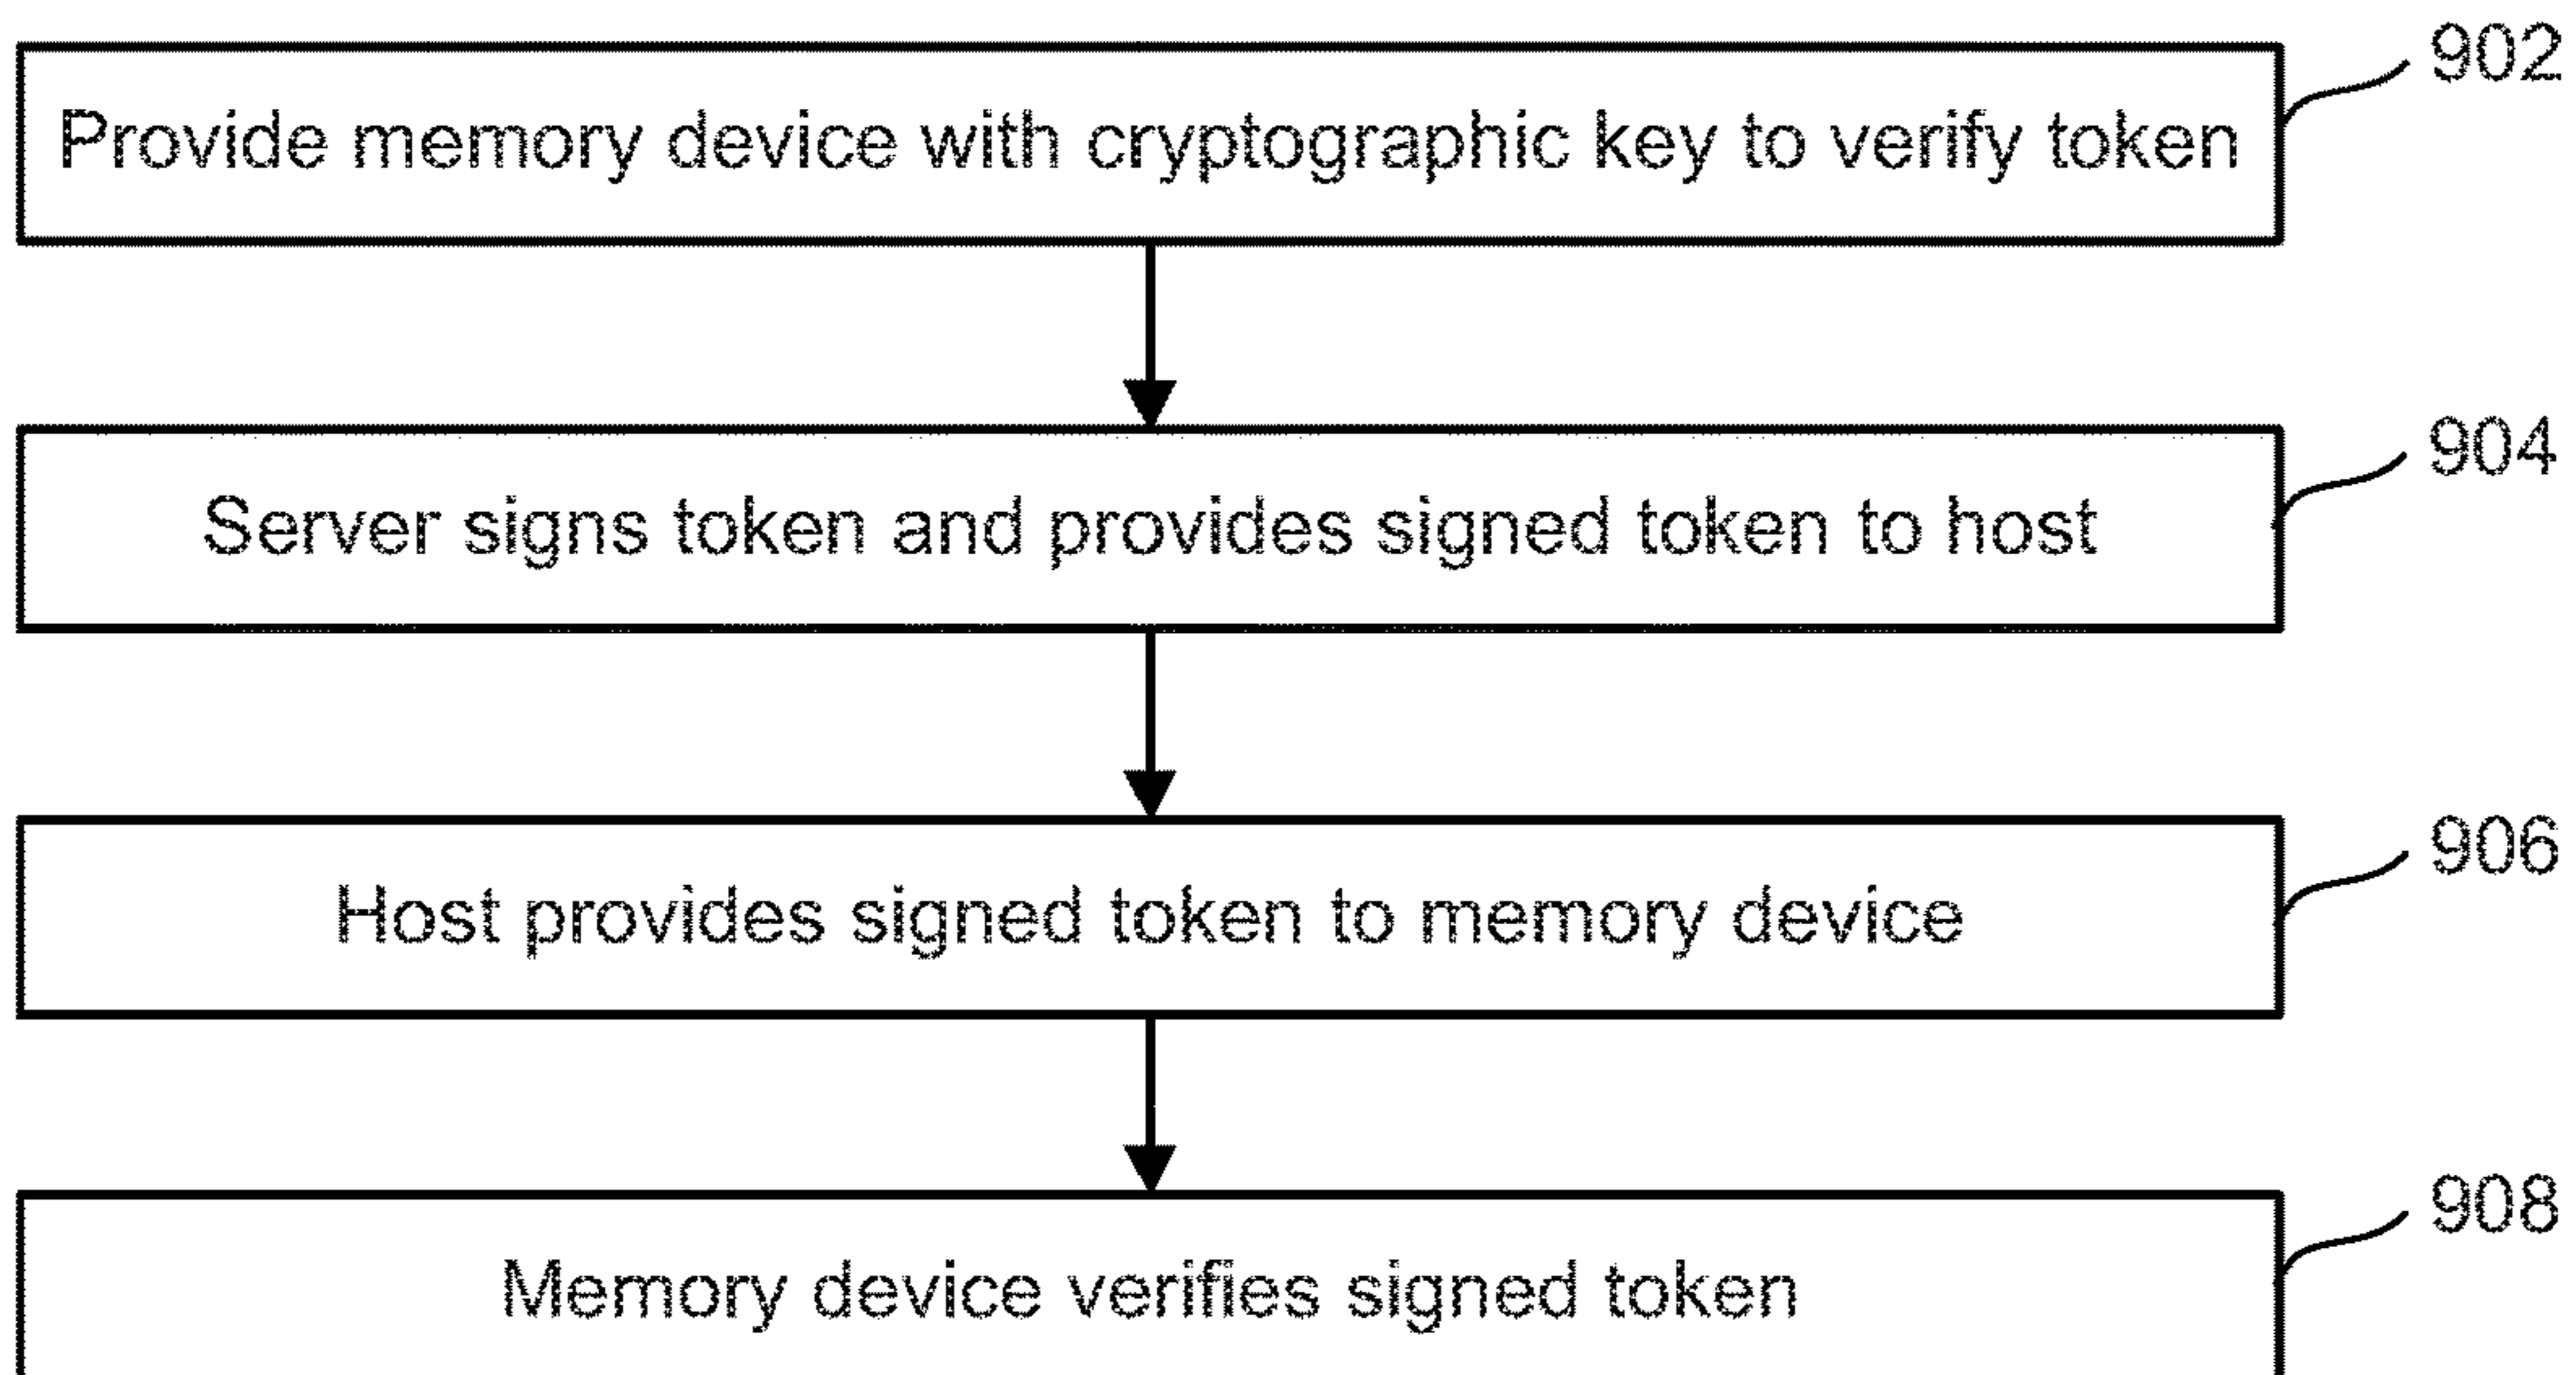 902
Provide memory device with cryptographic key to verify token
904
Server signs token and provides signed token to host
906
Host provides signed token to memory device
908
Memory device verifies signed token